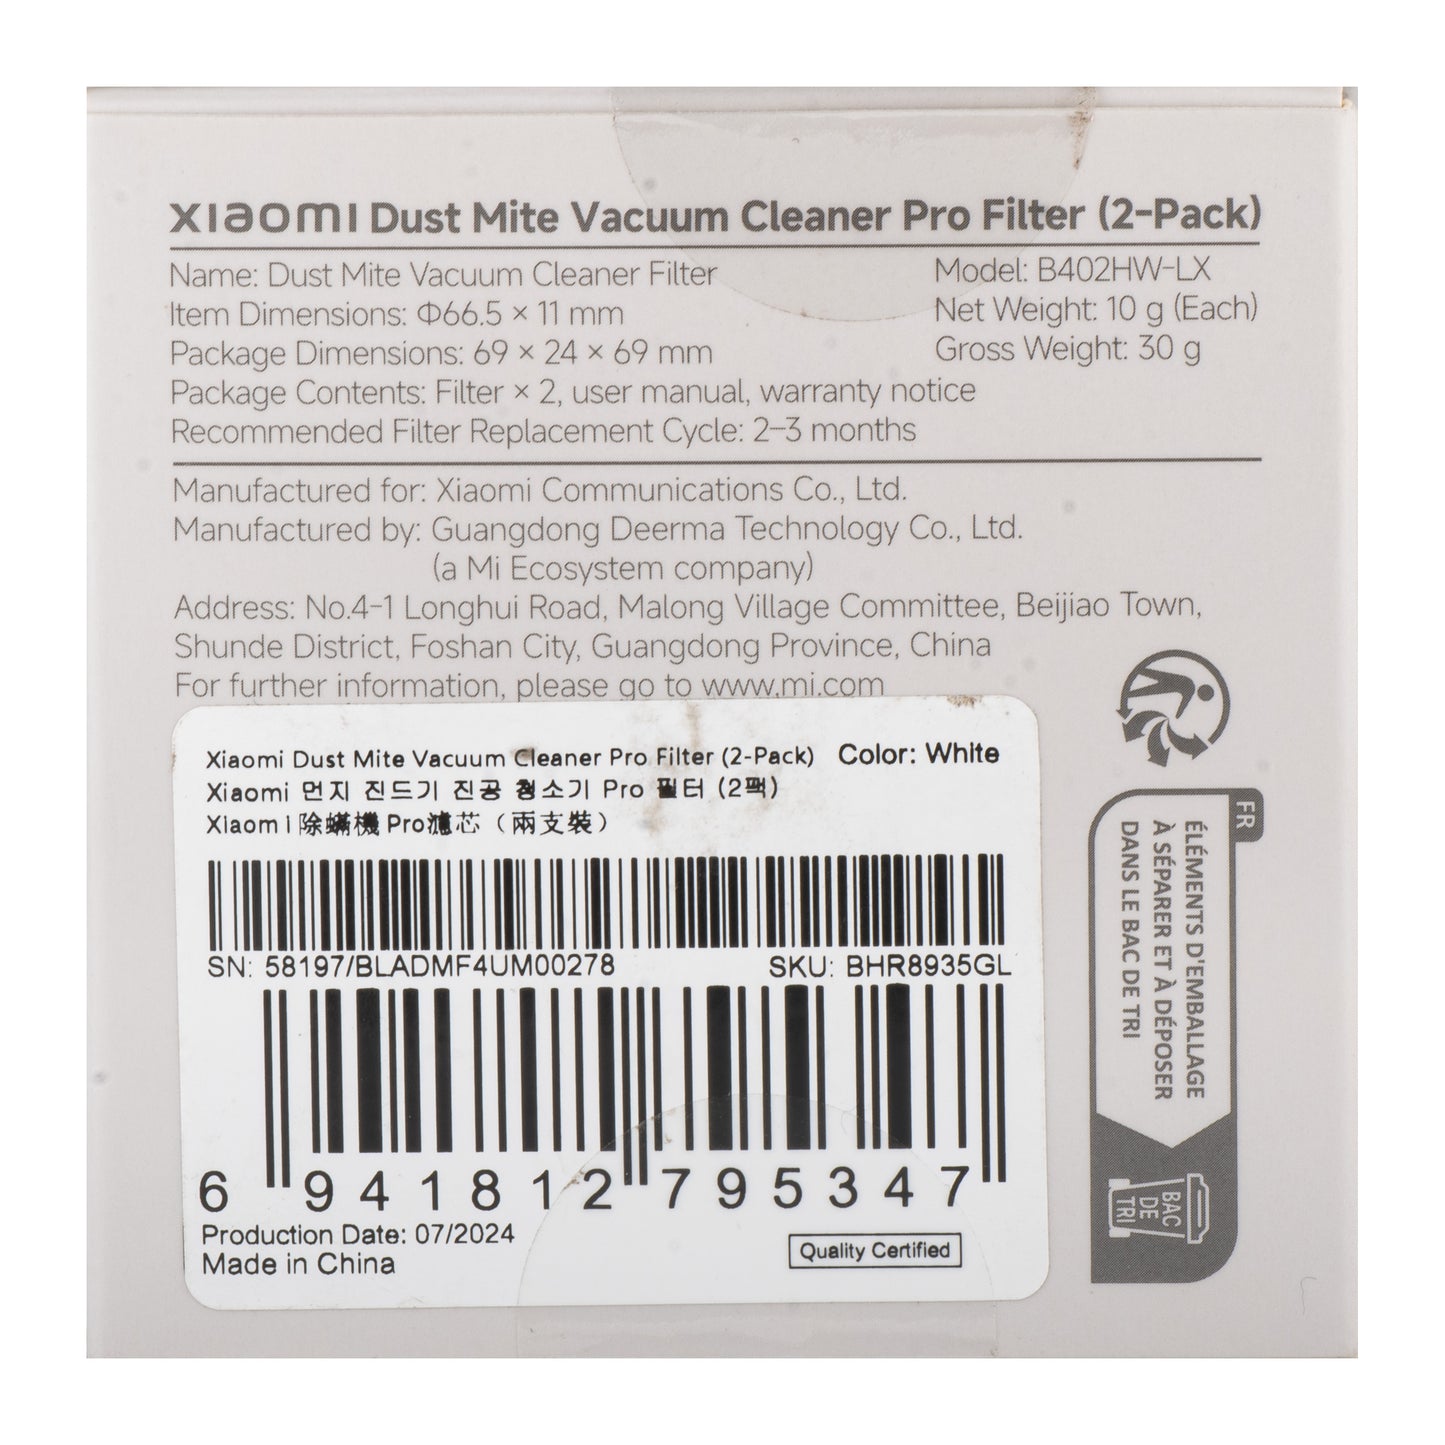 xiaomi Dust Mite Vacuum Cleaner Pro Filter (2-Pack)
Name: Dust Mite Vacuum Cleaner Filter
Model: B402HW-LX
Item Dimensions: Φ66.5 × 11 mm
Net Weight: 10 g (Each)
Package Dimensions: 69 × 24 × 69 mm
Gross Weight: 30 g
Package Contents: Filter × 2, user manual, warranty notice
Recommended Filter Replacement Cycle: 2-3 months
Manufactured for: Xiaomi Communications Co., Ltd.
Manufactured by: Guangdong Deerma Technology Co., Ltd.
(a Mi Ecosystem company)
Address: No.4-1 Longhui Road, Malong Village Committee, Beijiao Town,
Shunde District, Foshan City, Guangdong Province, China
For further information, please go to www.mi.com
Xiaomi Dust Mite Vacuum Cleaner Pro Filter (2-Pack) Color: White
Xiaomi 먼지 진드기 진공 청소기 Pro 필터 (2팩)
Xiaomi除蟎機Pro濾芯（兩支裝）
SN: 58197/BLADMF4UM00278
SKU: BHR8935GL
6 941812 795347
Production Date: 07/2024
Made in China
Quality Certified
FR
ÉLÉMENTS D'EMBALLAGE
À SÉPARER ET À DÉPOSER
DANS LE BAC DE TRI
BAC
DE
TRI